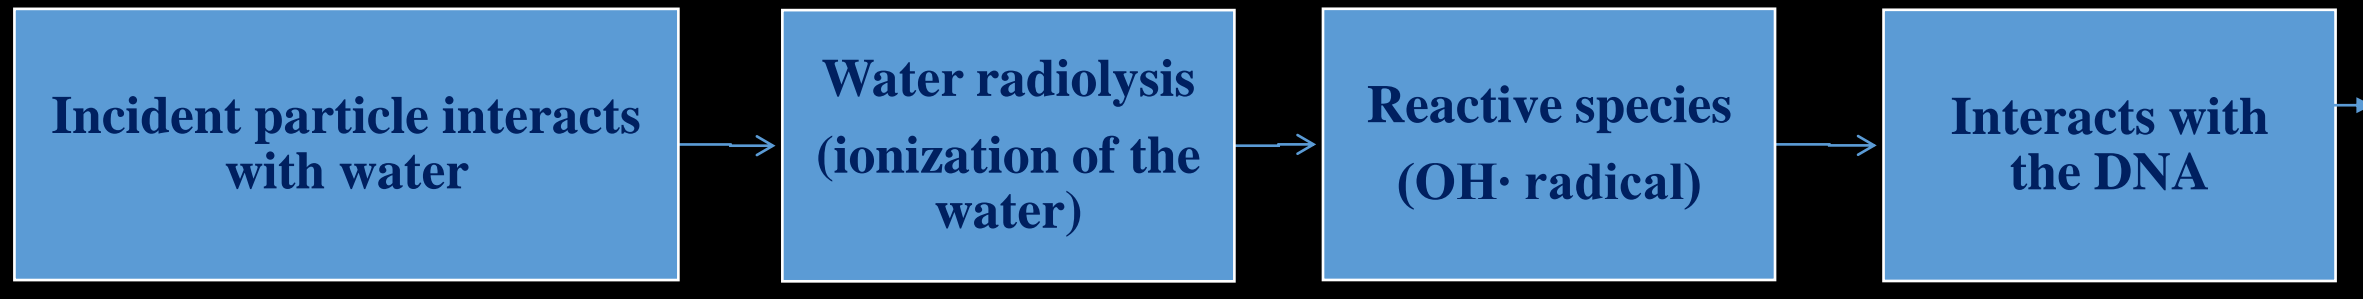 Incident particle interacts
with water
Water radiolysis
(ionization of the
water)
Reactive species
(OH· radical)
Interacts with
the DNA